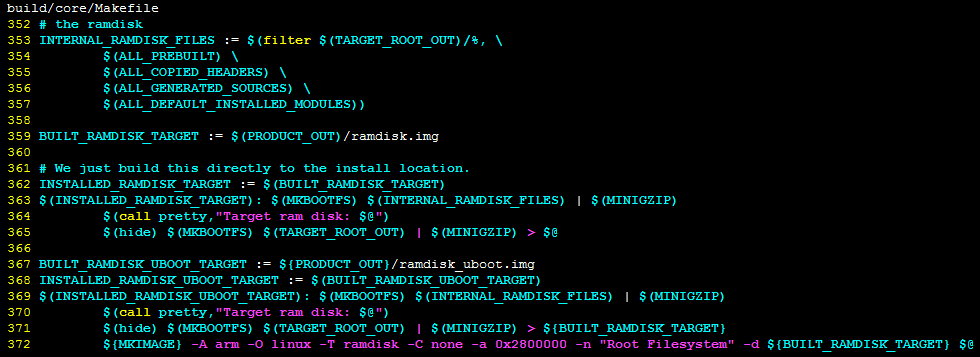 build/core/Makefile
352 # the ramdisk
353 INTERNAL_RAMDISK_FILES := $(filter $(TARGET_ROOT_OUT)/%, \
354         $(ALL_PREBUILT) \
355         $(ALL_COPIED_HEADERS) \
356         $(ALL_GENERATED_SOURCES) \
357         $(ALL_DEFAULT_INSTALLED_MODULES))
358
359 BUILT_RAMDISK_TARGET := $(PRODUCT_OUT)/ramdisk.img
360
361 # We just build this directly to the install location.
362 INSTALLED_RAMDISK_TARGET := $(BUILT_RAMDISK_TARGET)
363 $(INSTALLED_RAMDISK_TARGET): $(MKBOOTFS) $(INTERNAL_RAMDISK_FILES) | $(MINIGZIP)
364         $(call pretty,"Target ram disk: $@")
365         $(hide) $(MKBOOTFS) $(TARGET_ROOT_OUT) | $(MINIGZIP) > $@
366
367 BUILT_RAMDISK_UBOOT_TARGET := ${PRODUCT_OUT}/ramdisk_uboot.img
368 INSTALLED_RAMDISK_UBOOT_TARGET := $(BUILT_RAMDISK_UBOOT_TARGET)
369 $(INSTALLED_RAMDISK_UBOOT_TARGET): $(MKBOOTFS) $(INTERNAL_RAMDISK_FILES) | $(MINIGZIP)
370         $(call pretty,"Target ram disk: $@")
371         $(hide) $(MKBOOTFS) $(TARGET_ROOT_OUT) | $(MINIGZIP) > ${BUILT_RAMDISK_TARGET}
372         ${MKIMAGE} -A arm -O linux -T ramdisk -C none -a 0x2800000 -n "Root Filesystem" -d ${BUILT_RAMDISK_TARGET} $@